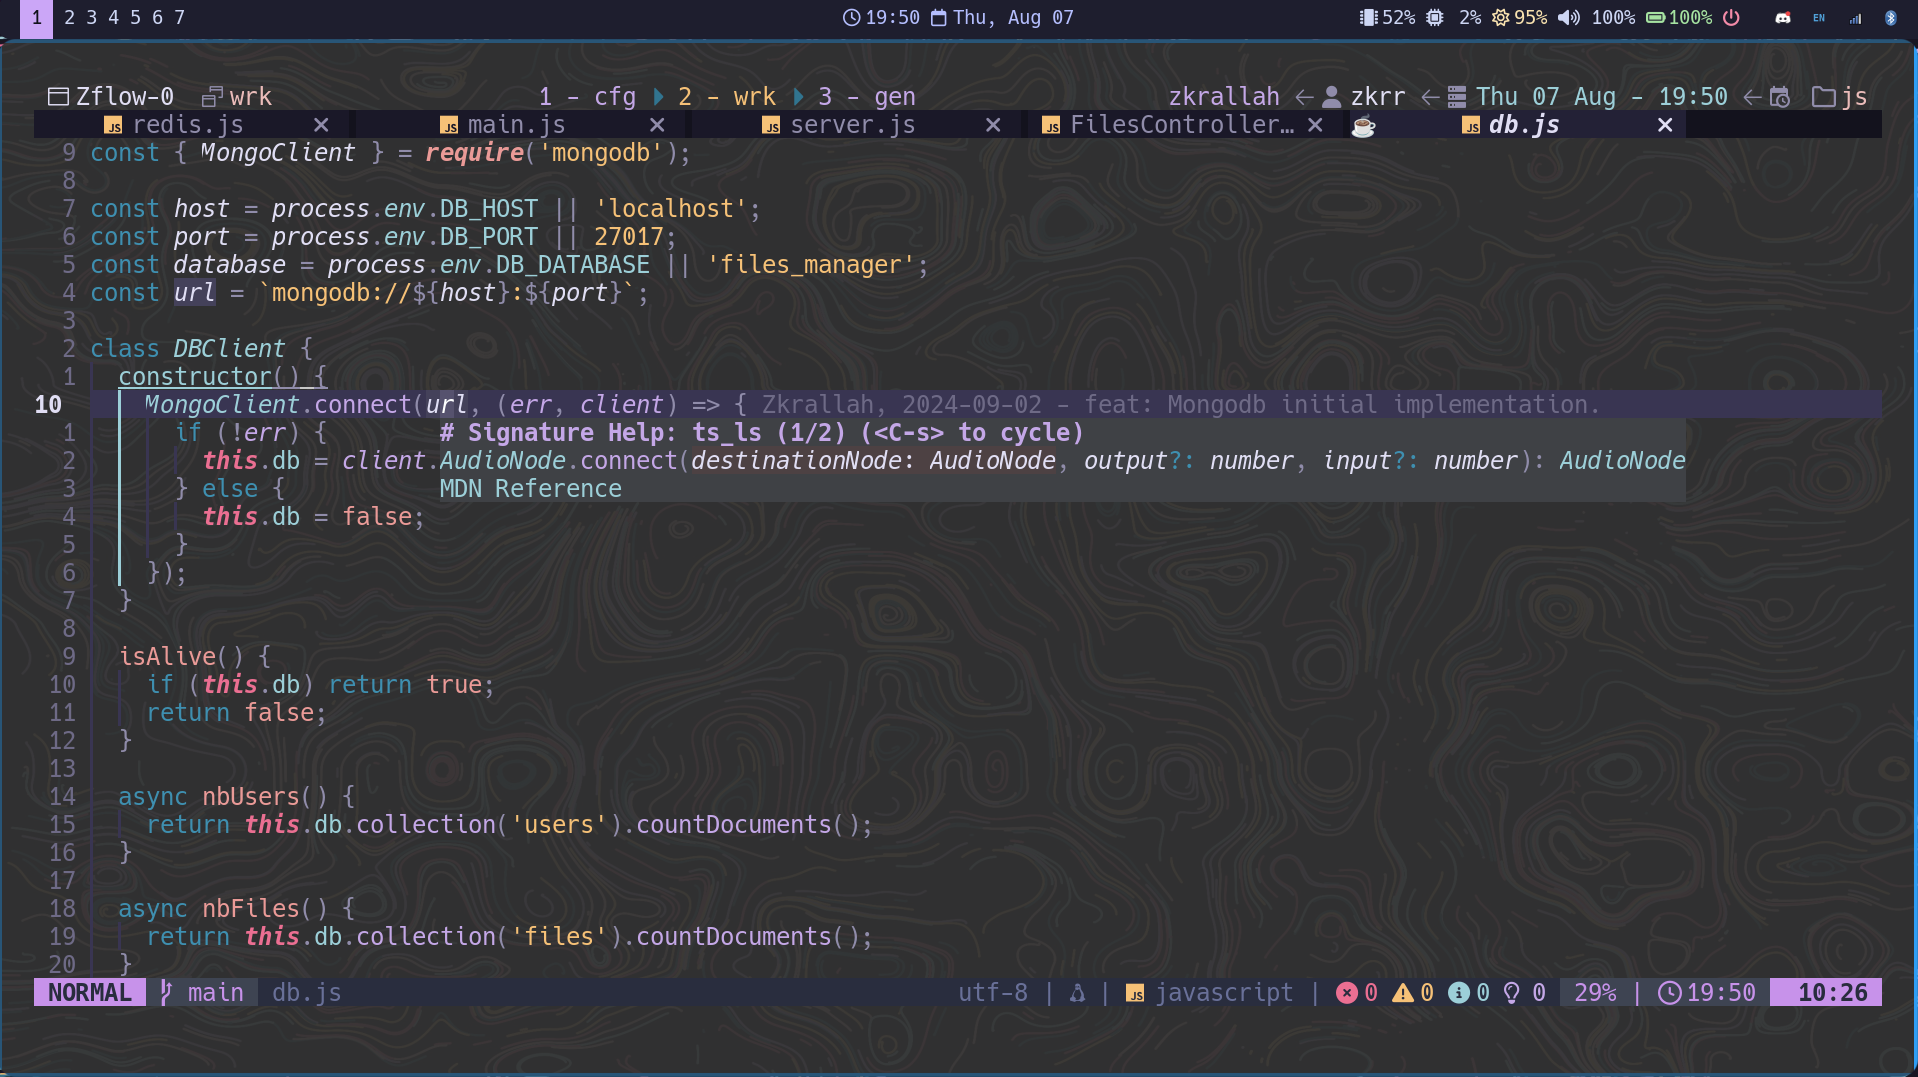 1 2 3 4 5 6 7 19:50 Thu, Aug 07 52% 2% 95% 100% 100% EN
Zflow-0 wrk 1 - cfg 2 - wrk 3 - gen zkrallah zkrr Thu 07 Aug - 19:50 js
JS redis.js × JS main.js × JS server.js × JS FilesController… × JS db.js ×
9 const { MongoClient } = require('mongodb');
8
7 const host = process.env.DB_HOST || 'localhost';
6 const port = process.env.DB_PORT || 27017;
5 const database = process.env.DB_DATABASE || 'files_manager';
4 const url = `mongodb://${host}:${port}`;
3
2 class DBClient {
1 constructor() {
10 MongoClient.connect(url, (err, client) => { Zkrallah, 2024-09-02 - feat: Mongodb initial implementation.
1 if (!err) { # Signature Help: ts_ls (1/2) (<C-s> to cycle)
2 this.db = client.AudioNode.connect(destinationNode: AudioNode, output?: number, input?: number): AudioNode
3 } else { MDN Reference
4 this.db = false;
5 }
6 });
7 }
8
9 isAlive() {
10 if (this.db) return true;
11 return false;
12 }
13
14 async nbUsers() {
15 return this.db.collection('users').countDocuments();
16 }
17
18 async nbFiles() {
19 return this.db.collection('files').countDocuments();
20 }
NORMAL main db.js utf-8 | | JS javascript | 0 0 0 0 29% | 19:50 10:26